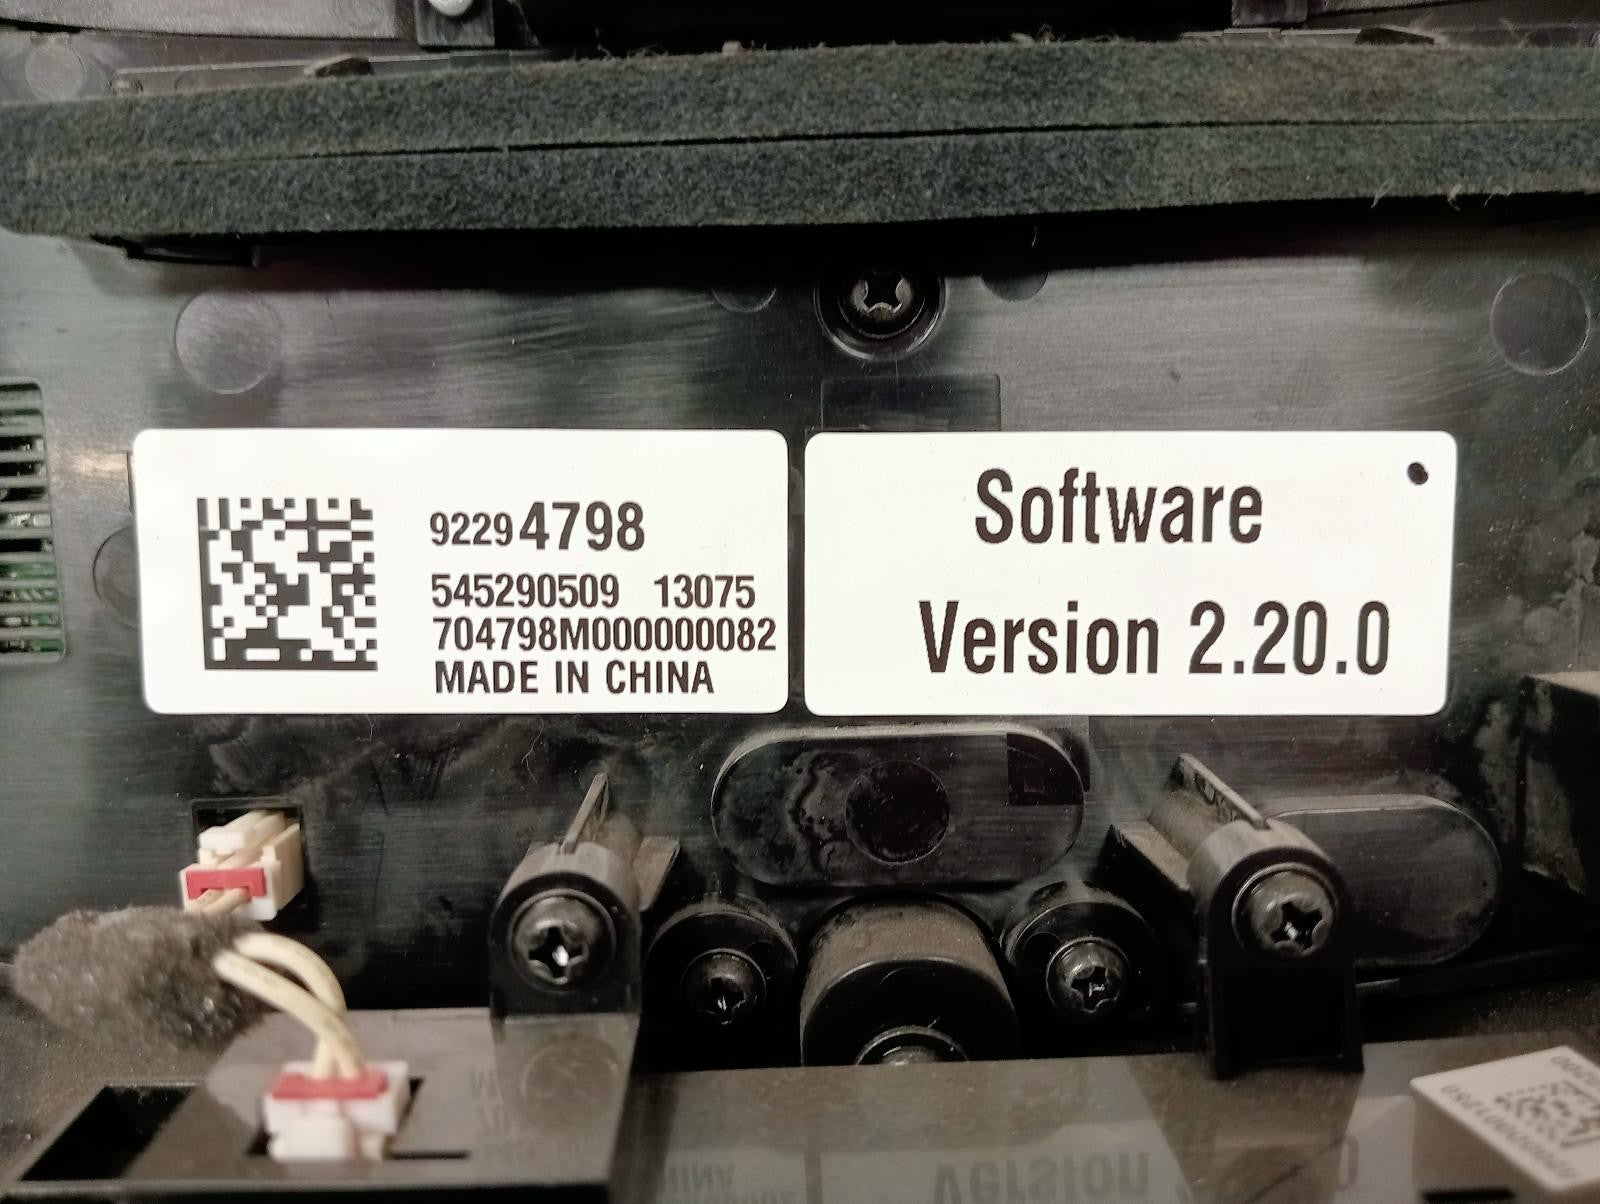 92294798
545290509 13075
704798M000000082
MADE IN CHINA
Software
Version 2.20.0